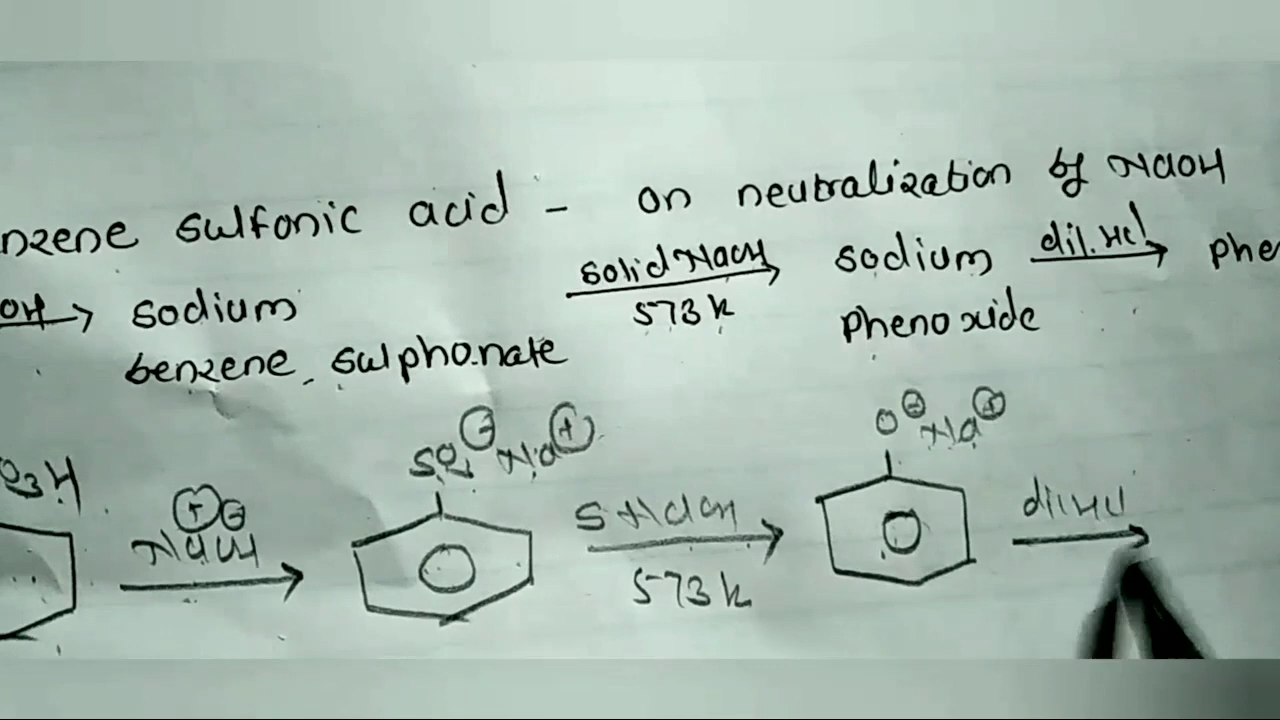 nzene sulfonic acid - on neutralization by NaOH
OH → sodium solid NaOH → sodium dil. HCl → phe
benzene sulphonate 573 k phenoxide
O3H ⊕⊖ NaOH → SO3 ⊖ Na ⊕ S NaOH → 573 k O ⊖ Na ⊕ dil HCl →